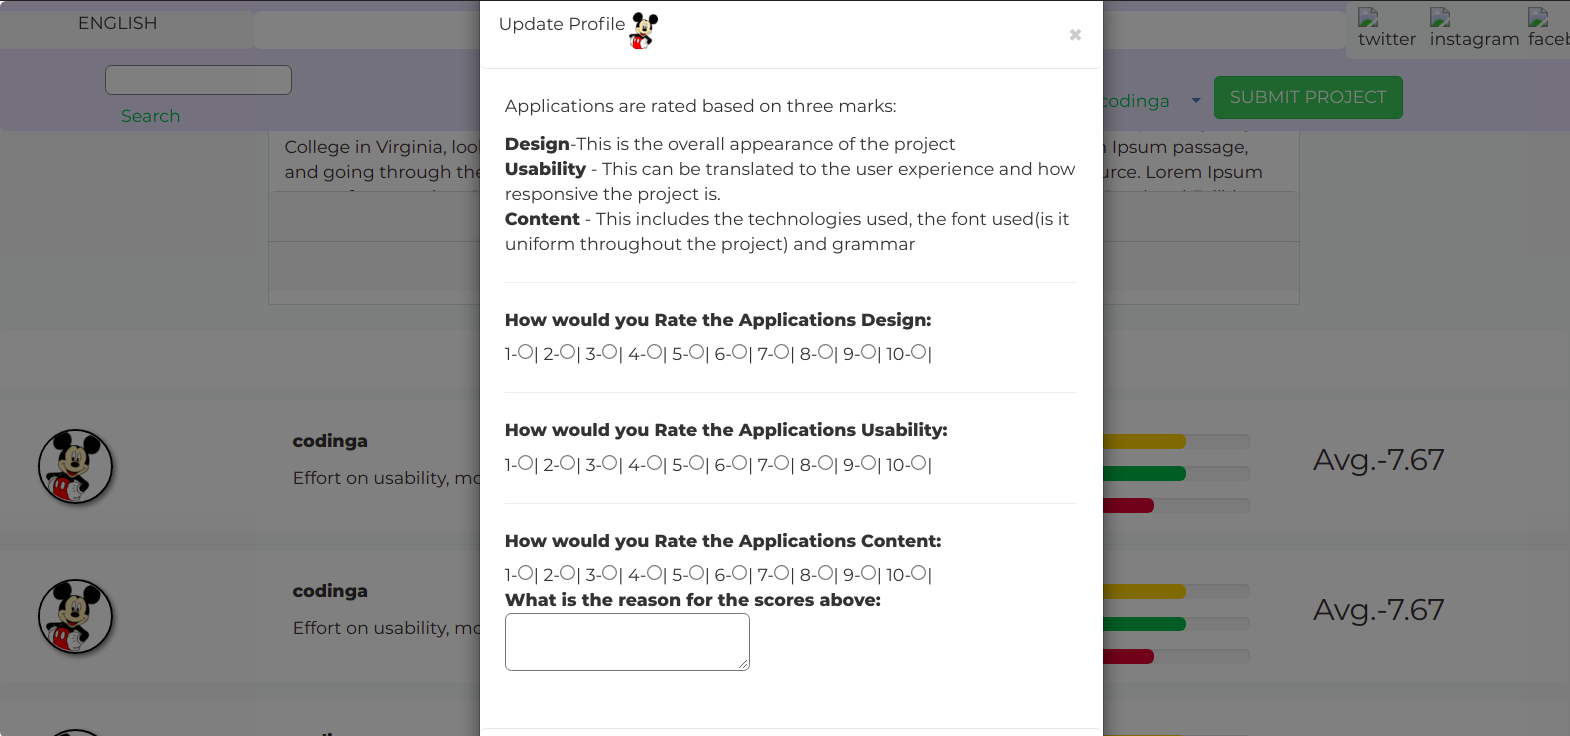 ENGLISH
twitter instagram
Search
SUBMIT PROJECT
College in Virginia,
and going through
Ipsum passage,
Lorem Ipsum
Update Profile
×
Applications are rated based on three marks:
Design-This is the overall appearance of the project
Usability - This can be translated to the user experience and how
responsive the project is.
Content - This includes the technologies used, the font used(is it
uniform throughout the project) and grammar
How would you Rate the Applications Design:
1-| 2-| 3-| 4-| 5-| 6-| 7-| 8-| 9-| 10-|
How would you Rate the Applications Usability:
1-| 2-| 3-| 4-| 5-| 6-| 7-| 8-| 9-| 10-|
How would you Rate the Applications Content:
1-| 2-| 3-| 4-| 5-| 6-| 7-| 8-| 9-| 10-|
What is the reason for the scores above:
codinga
codinga
Effort on usability,
Avg.-7.67
codinga
Effort on usability,
Avg.-7.67